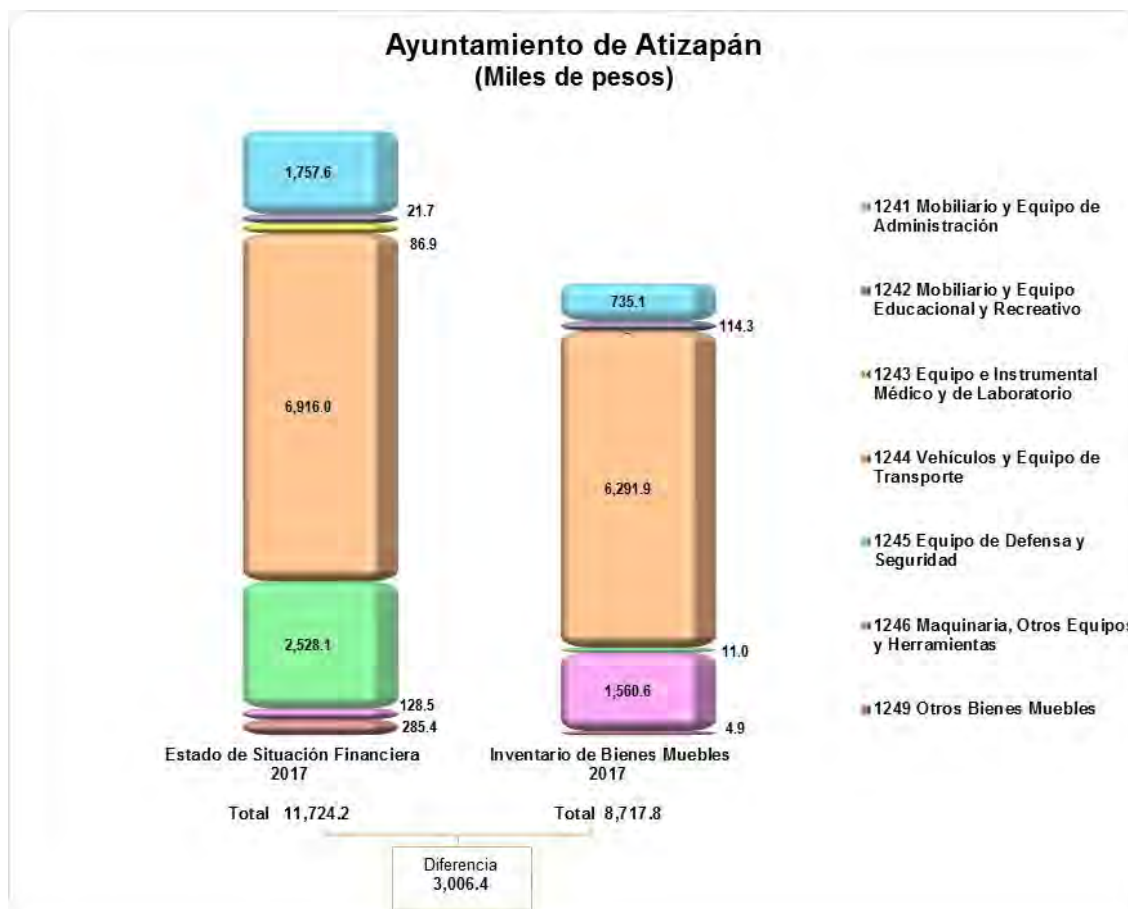 Ayuntamiento de Atizapán
(Miles de pesos)
1,757.6
21.7
86.9
6,916.0
2,528.1
128.5
285.4
Estado de Situación Financiera
2017
Total 11,724.2
735.1
114.3
6,291.9
11.0
1,560.6
4.9
Inventario de Bienes Muebles
2017
Total 8,717.8
Diferencia
3,006.4
1241 Mobiliario y Equipo de
Administración
1242 Mobiliario y Equipo
Educacional y Recreativo
1243 Equipo e Instrumental
Médico y de Laboratorio
1244 Vehículos y Equipo de
Transporte
1245 Equipo de Defensa y
Seguridad
1246 Maquinaria, Otros Equipos
y Herramientas
1249 Otros Bienes Muebles